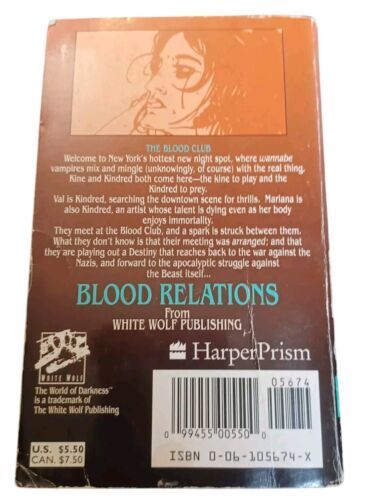 THE BLOOD CLUB
Welcome to New York's hottest new night spot, where wannabe
vampires mix and mingle (unknowingly, of course) with the real thing.
Kine and Kindred both come here—the kine to play and the
Kindred to prey.
Val is Kindred, searching the downtown scene for thrills. Mariana is
also Kindred, an artist whose talent is dying even as her body
enjoys immortality.
They meet at the Blood Club, and a spark is struck between them.
What they don't know is that their meeting was arranged; and that
they are playing out a Destiny that reaches back to the war against the
Nazis, and forward to the apocalyptic struggle against
the Beast itself...
BLOOD RELATIONS
From
WHITE WOLF PUBLISHING
HarperPrism
WHITE WOLF
The World of Darkness™
is a trademark of
The White Wolf Publishing
U.S. $5.50
CAN. $7.50
05674
0 99455 00550 0
ISBN 0-06-105674-X